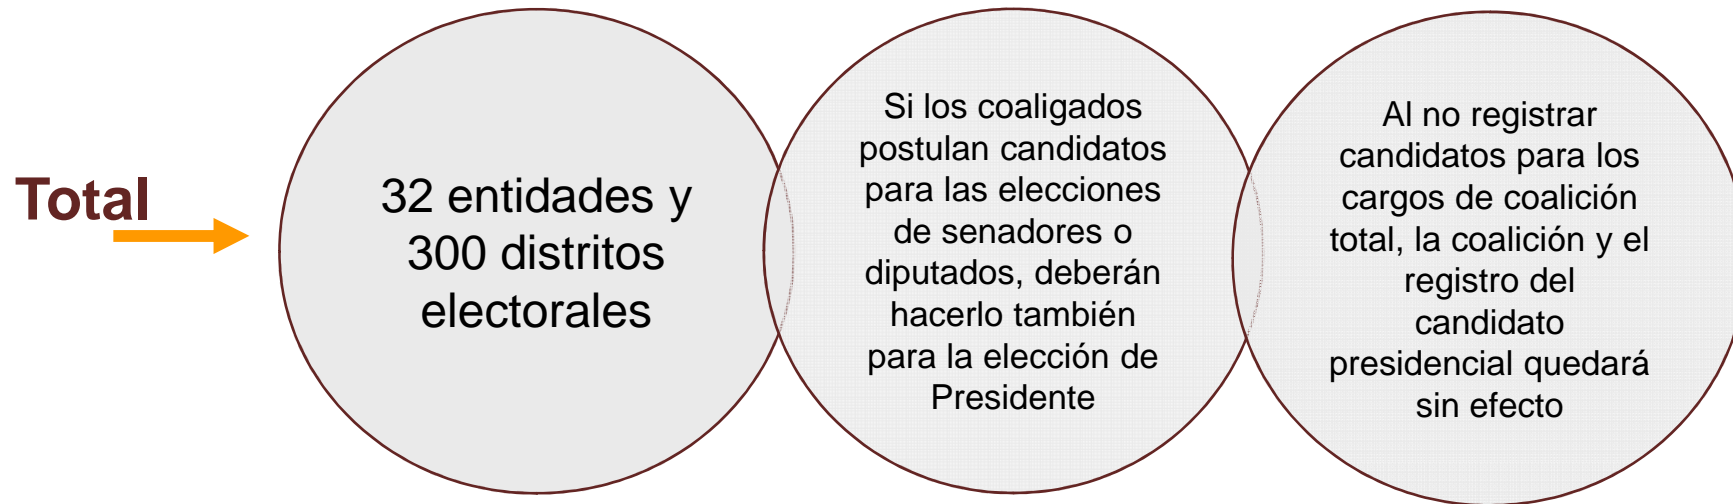 Total
32 entidades y
300 distritos
electorales
Si los coaligados
postulan candidatos
para las elecciones
de senadores o
diputados, deberán
hacerlo también
para la elección de
Presidente
Al no registrar
candidatos para los
cargos de coalición
total, la coalición y el
registro del
candidato
presidencial quedará
sin efecto